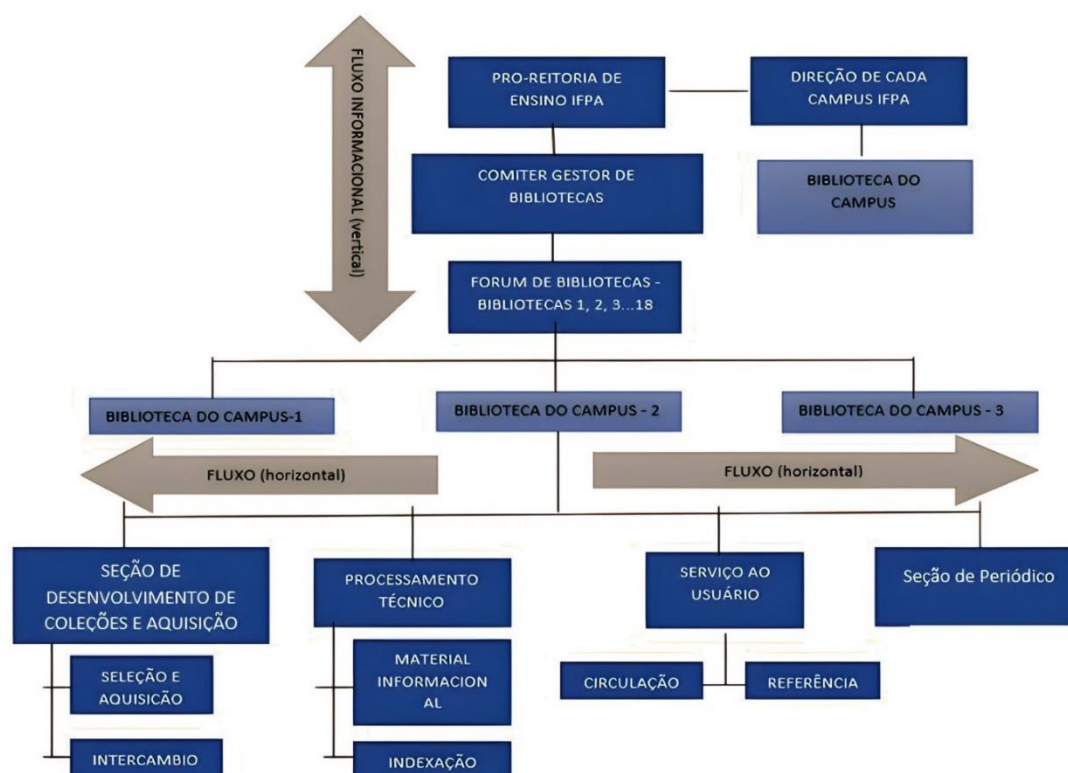 FLUXO INFORMACIONAL (vertical)
PRO-REITORIA DE
ENSINO IFPA
DIREÇÃO DE CADA
CAMPUS IFPA
COMITER GESTOR DE
BIBLIOTECAS
BIBLIOTECA DO
CAMPUS
FORUM DE BIBLIOTECAS -
BIBLIOTECAS 1, 2, 3...18
BIBLIOTECA DO CAMPUS-1
BIBLIOTECA DO CAMPUS - 2
BIBLIOTECA DO CAMPUS - 3
FLUXO (horizontal)
FLUXO (horizontal)
SEÇÃO DE
DESENVOLVIMENTO DE
COLEÇÕES E AQUISIÇÃO
PROCESSAMENTO
TÉCNICO
SERVIÇO AO
USUÁRIO
Seção de Periódico
SELEÇÃO E
AQUISICÃO
MATERIAL
INFORMACION
AL
CIRCULAÇÃO
REFERÊNCIA
INTERCAMBIO
INDEXAÇÃO